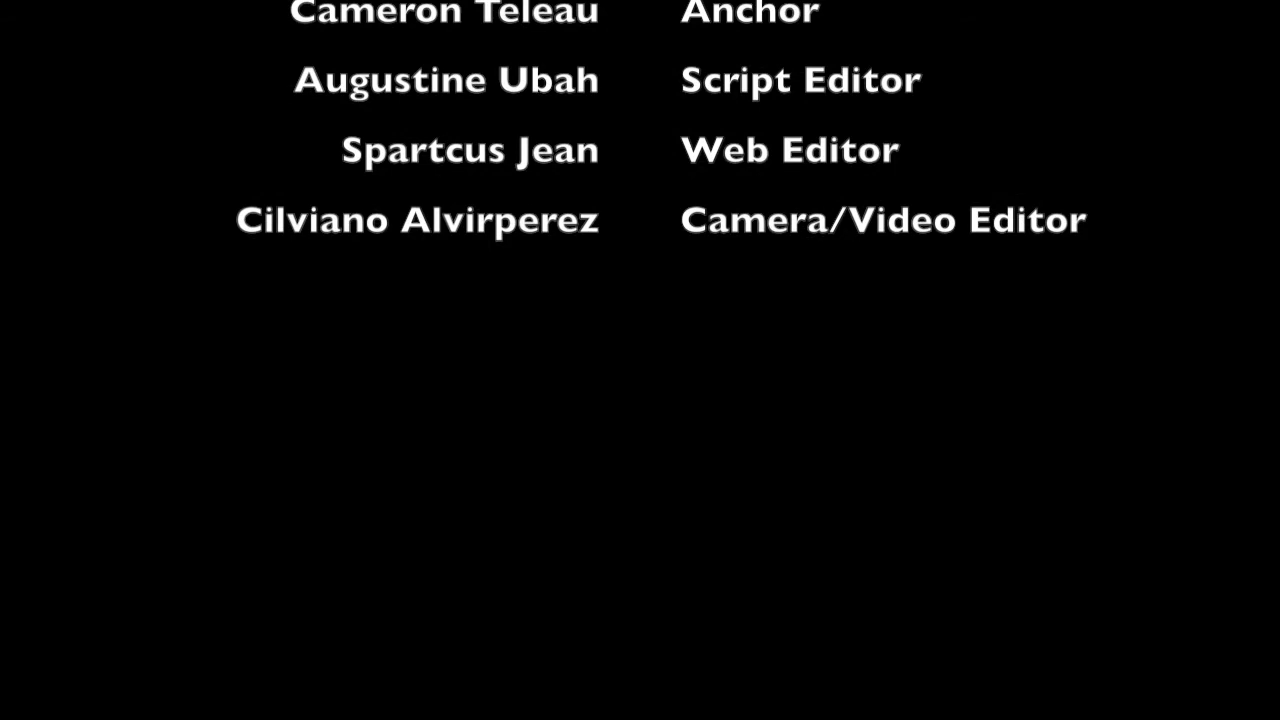 Cameron Teleau Anchor
Augustine Ubah Script Editor
Spartcus Jean Web Editor
Cilviano Alvirperez Camera/Video Editor